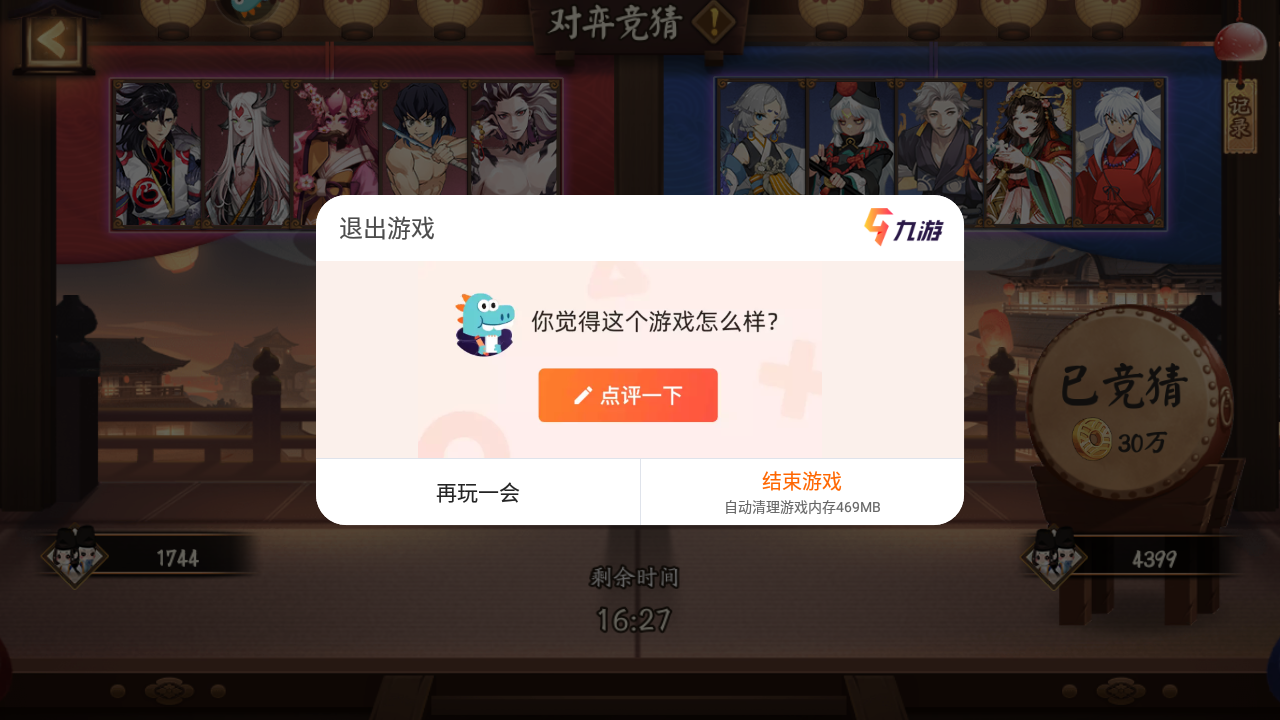 对弈竞猜
记录
退出游戏
九游
你觉得这个游戏怎么样？
点评一下
再玩一会
结束游戏
自动清理游戏内存469MB
已竞猜
30万
1744
4399
剩余时间
16:27